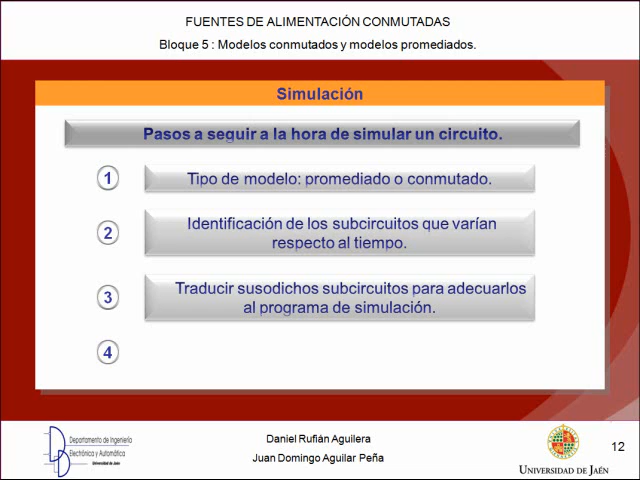 FUENTES DE ALIMENTACIÓN CONMUTADAS
Bloque 5 : Modelos conmutados y modelos promediados.
Simulación
Pasos a seguir a la hora de simular un circuito.
1
Tipo de modelo: promediado o conmutado.
2
Identificación de los subcircuitos que varían
respecto al tiempo.
3
Traducir susodichos subcircuitos para adecuarlos
al programa de simulación.
4
Departamento de Ingeniería
Electrónica y Automática
Universidad de Jaén
Daniel Rufián Aguilera
Juan Domingo Aguilar Peña
UNIVERSIDAD DE JAÉN
12